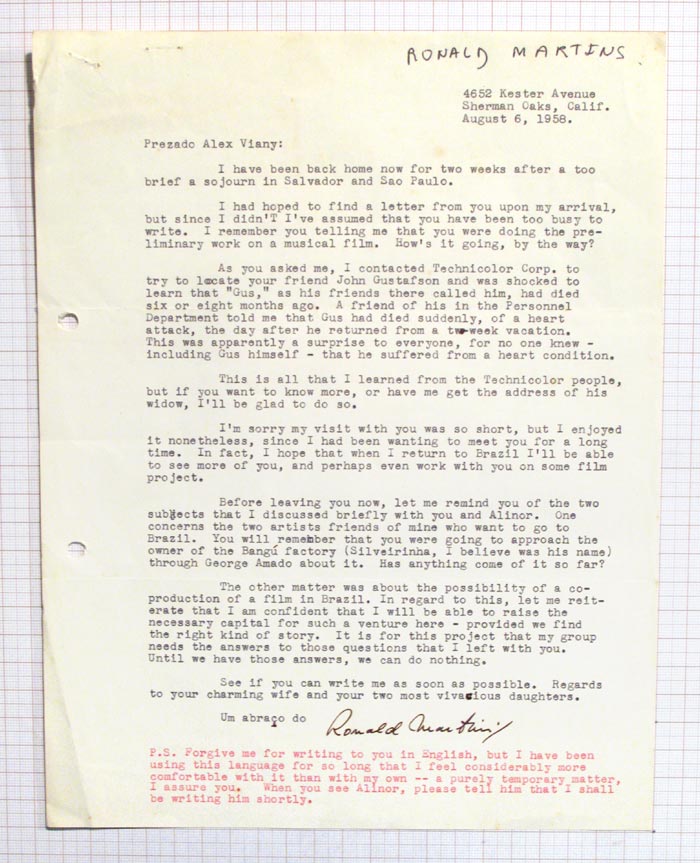 RONALD MARTINS
4652 Kester Avenue
Sherman Oaks, Calif.
August 6, 1958.
Prezado Alex Viany:
I have been back home now for two weeks after a too
brief a sojourn in Salvador and Sao Paulo.
I had hoped to find a letter from you upon my arrival,
but since I didn'T I've assumed that you have been too busy to
write. I remember you telling me that you were doing the pre-
liminary work on a musical film. How's it going, by the way?
As you asked me, I contacted Technicolor Corp. to
try to locate your friend John Gustafson and was shocked to
learn that "Gus," as his friends there called him, had died
six or eight months ago. A friend of his in the Personnel
Department told me that Gus had died suddenly, of a heart
attack, the day after he returned from a two-week vacation.
This was apparently a surprise to everyone, for no one knew -
including Gus himself - that he suffered from a heart condition.
This is all that I learned from the Technicolor people,
but if you want to know more, or have me get the address of his
widow, I'll be glad to do so.
I'm sorry my visit with you was so short, but I enjoyed
it nonetheless, since I had been wanting to meet you for a long
time. In fact, I hope that when I return to Brazil I'll be able
to see more of you, and perhaps even work with you on some film
project.
Before leaving you now, let me remind you of the two
subjects that I discussed briefly with you and Alinor. One
concerns the two artists friends of mine who want to go to
Brazil. You will remember that you were going to approach the
owner of the Bangú factory (Silveirinha, I believe was his name)
through George Amado about it. Has anything come of it so far?
The other matter was about the possibility of a co-
production of a film in Brazil. In regard to this, let me reit-
erate that I am confident that I will be able to raise the
necessary capital for such a venture here - provided we find
the right kind of story. It is for this project that my group
needs the answers to those questions that I left with you.
Until we have those answers, we can do nothing.
See if you can write me as soon as possible. Regards
to your charming wife and your two most vivacious daughters.
Um abraço do Ronald Martins
P.S. Forgive me for writing to you in English, but I have been
using this language for so long that I feel considerably more
comfortable with it than with my own -- a purely temporary matter,
I assure you. When you see Alinor, please tell him that I shall
be writing him shortly.